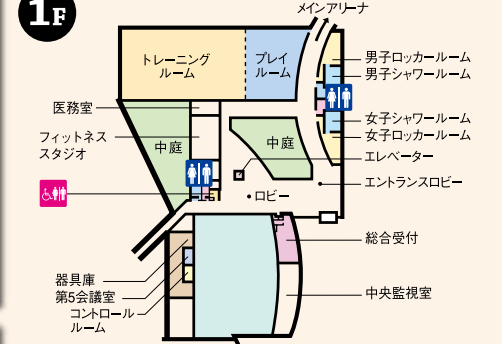 1F
メインアリーナ
トレーニング
ルーム
プレイ
ルーム
男子ロッカールーム
男子シャワールーム
医務室
女子シャワールーム
女子ロッカールーム
フィットネス
スタジオ
中庭
中庭
エレベーター
エントランスロビー
ロビー
総合受付
器具庫
第5会議室
コントロール
ルーム
中央監視室